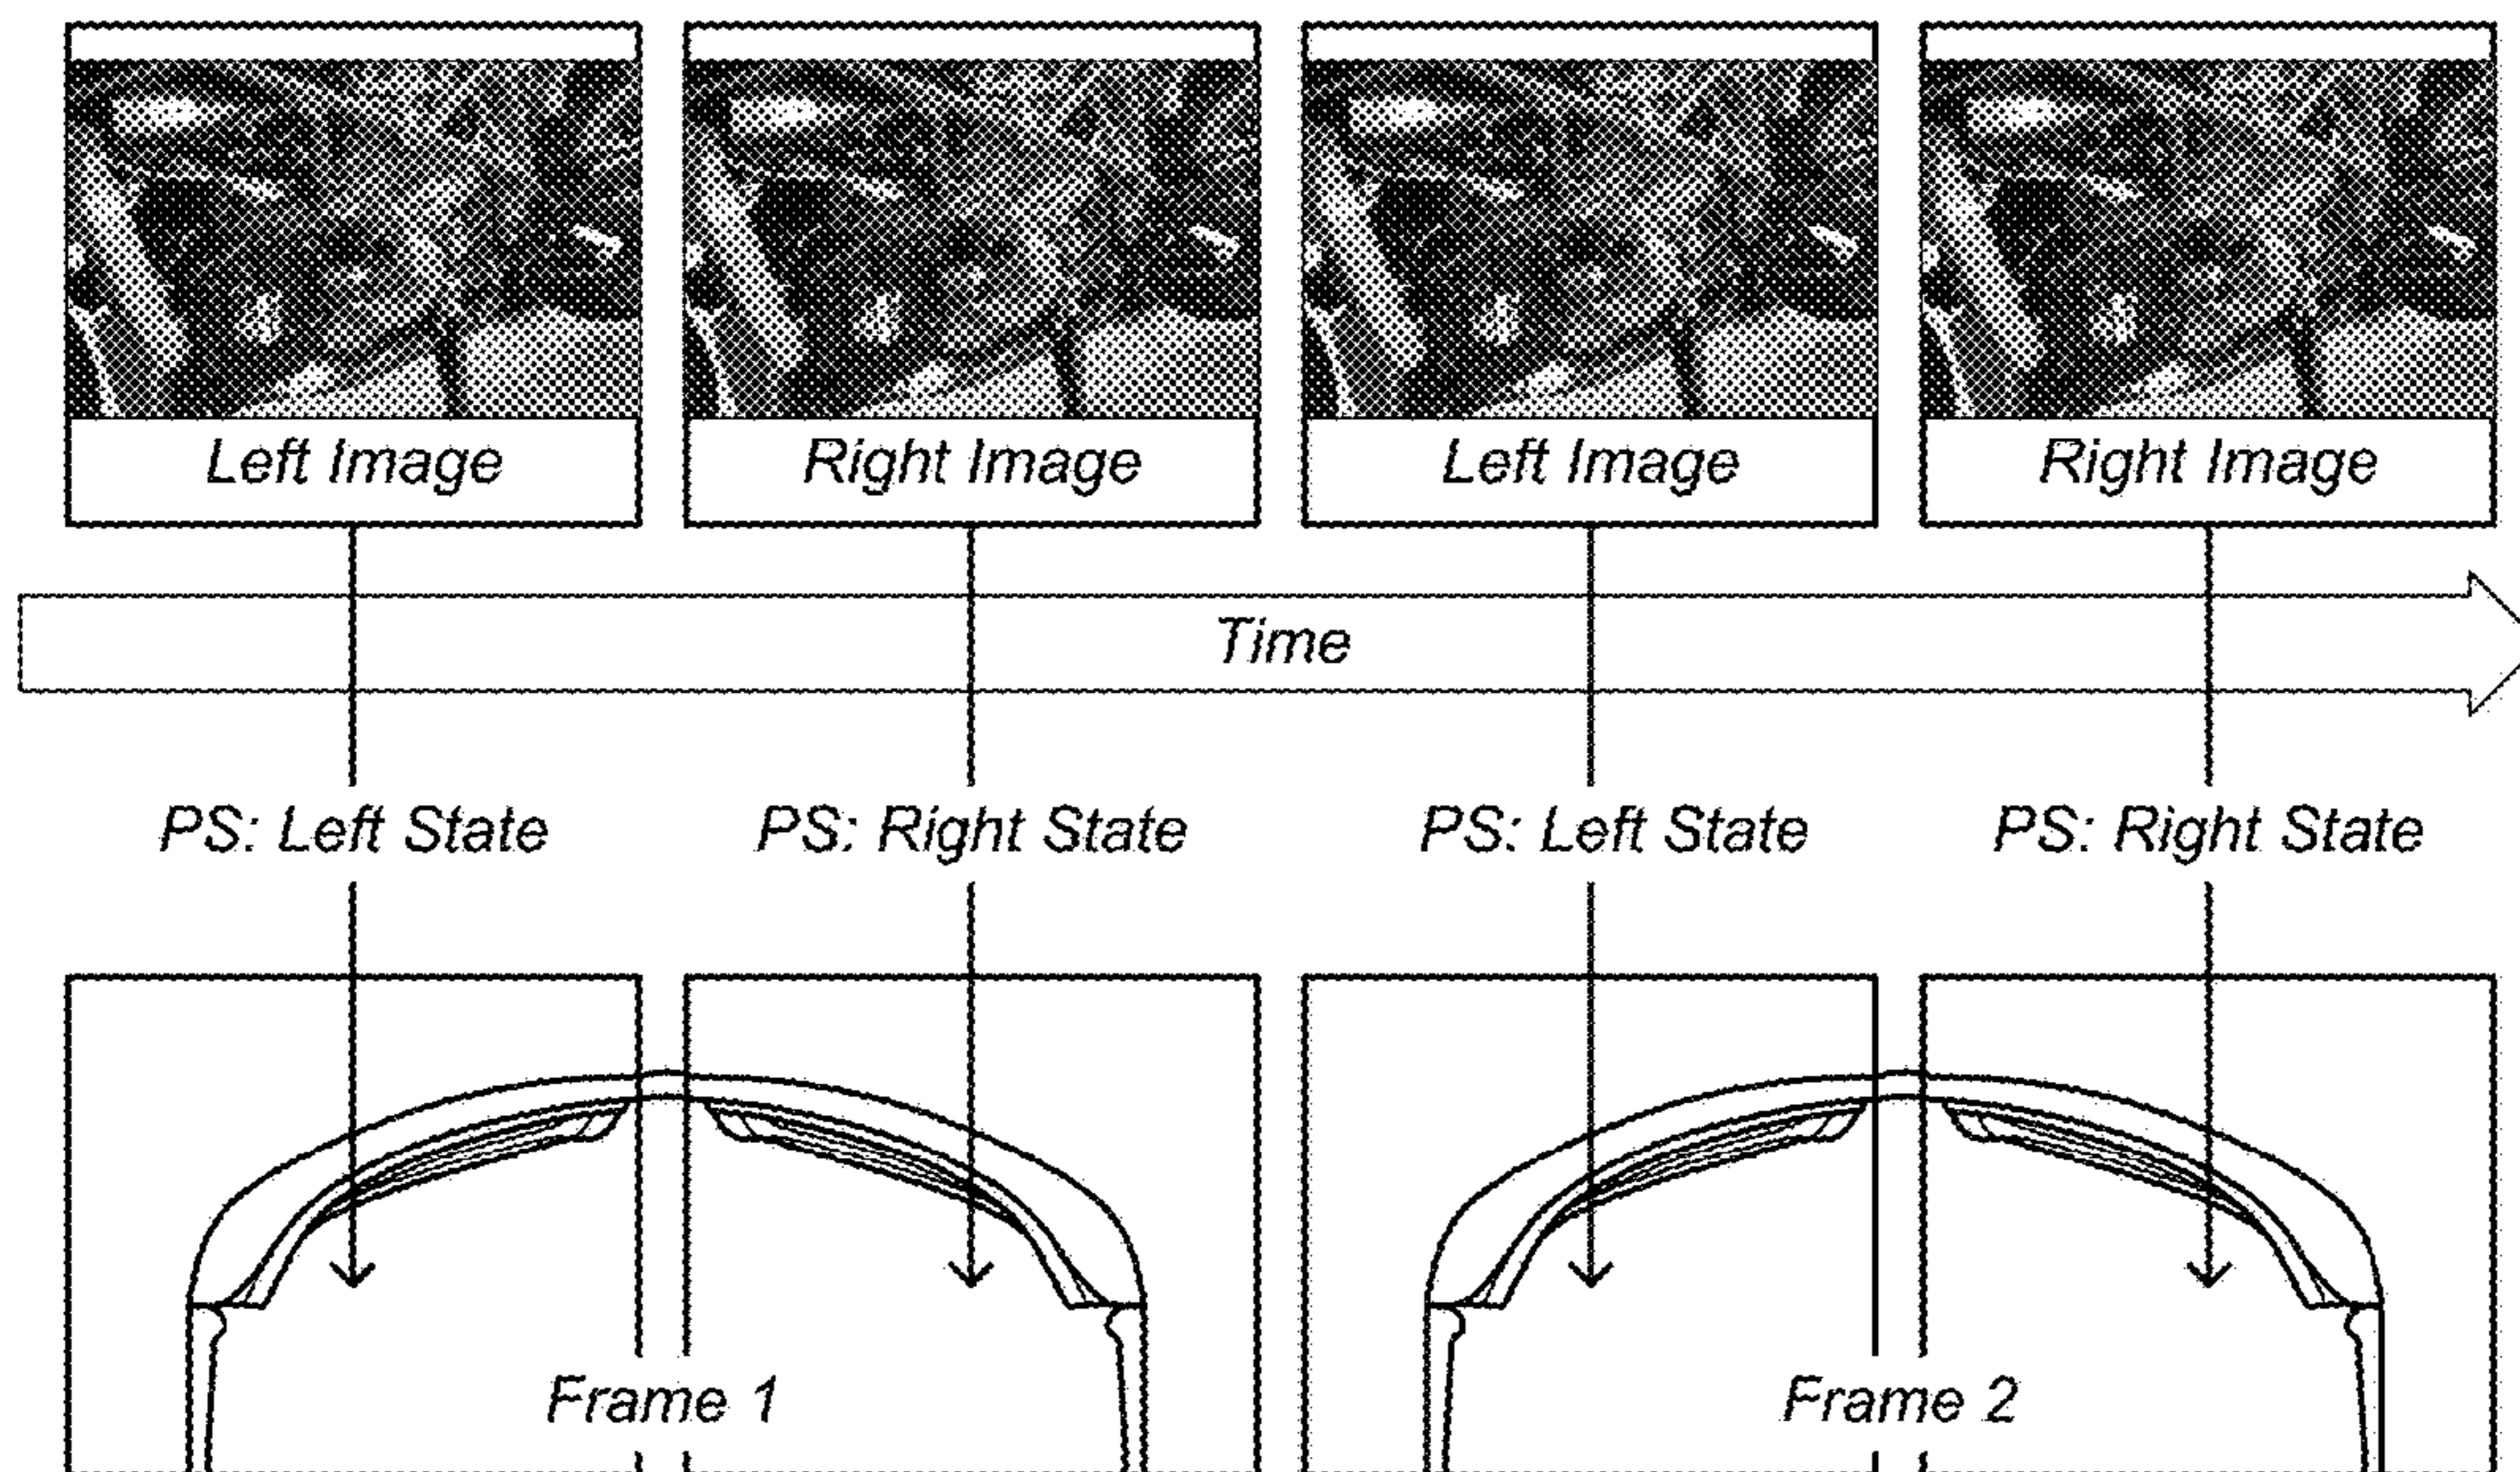 Left Image
Right Image
Left Image
Right Image
Time
PS: Left State
PS: Right State
PS: Left State
PS: Right State
Frame 1
Frame 2